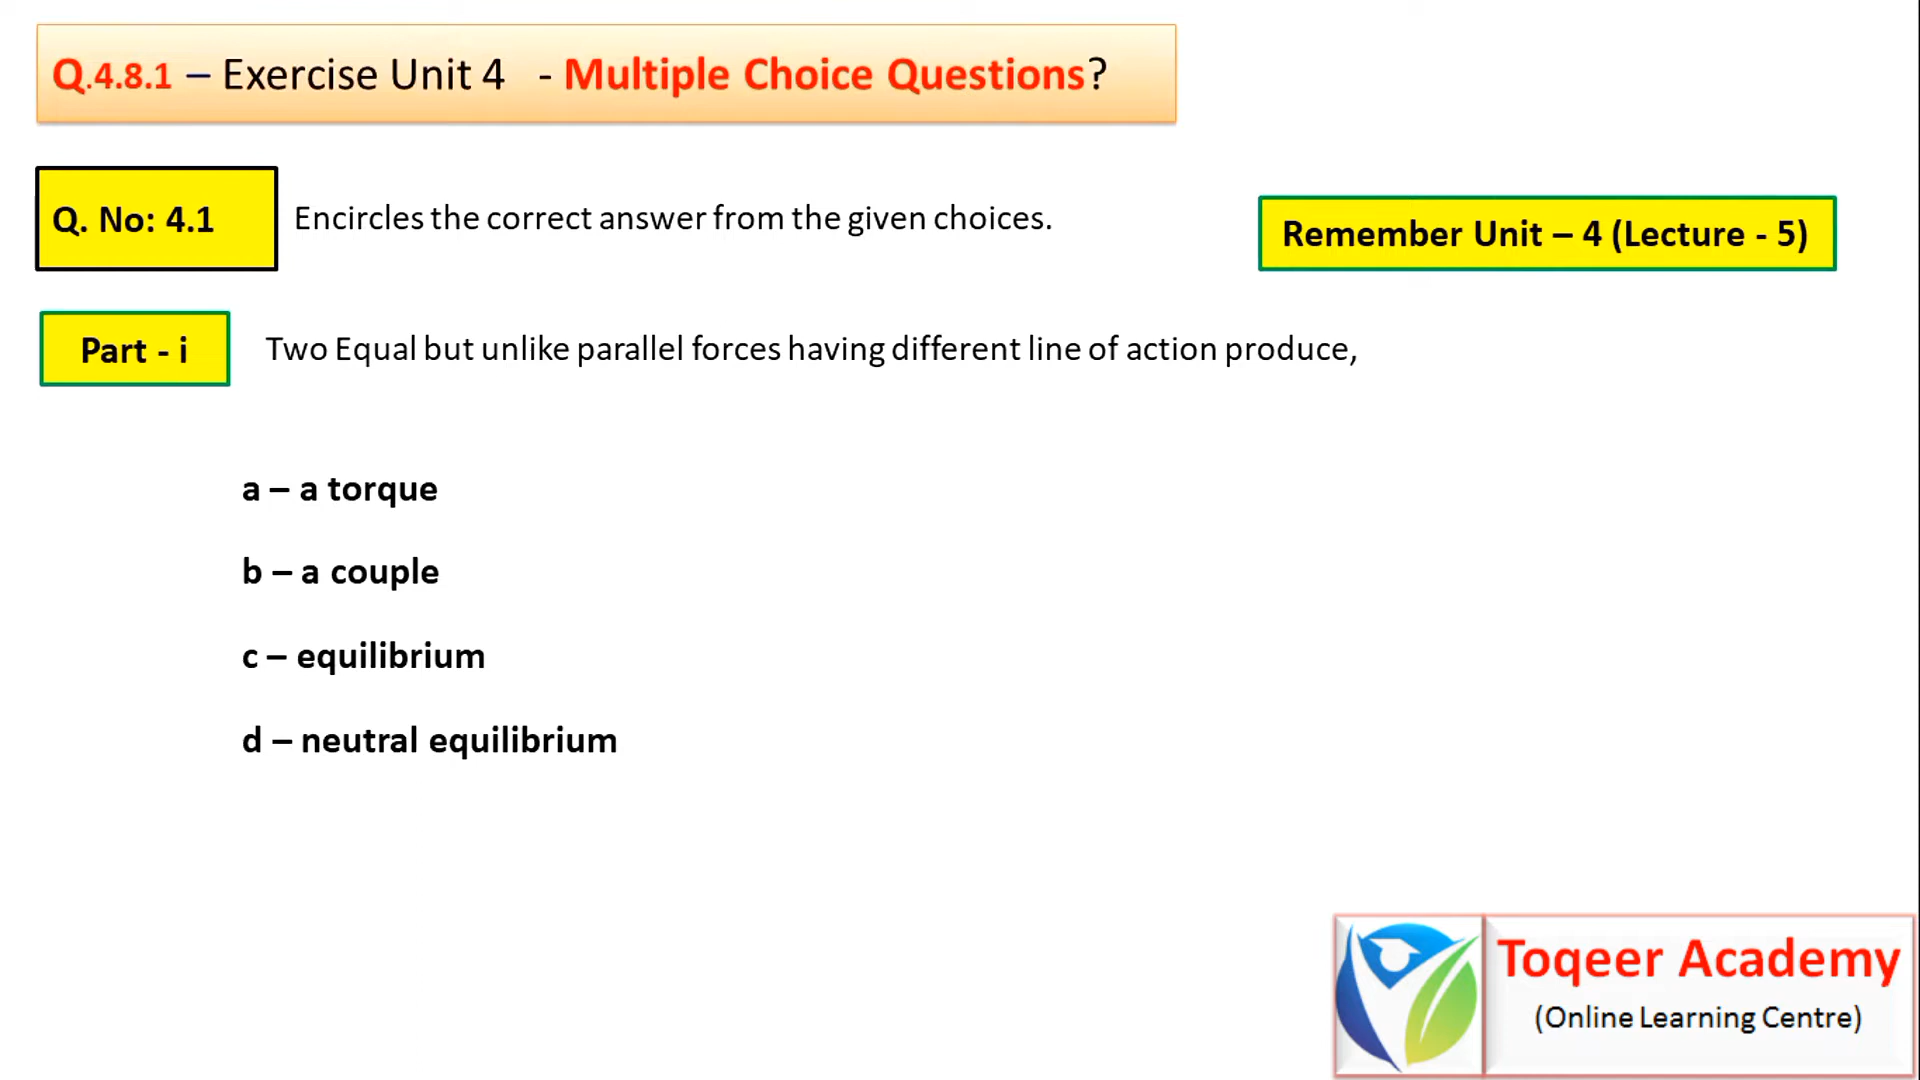 Q.4.8.1 – Exercise Unit 4 - Multiple Choice Questions?
Q. No: 4.1
Encircles the correct answer from the given choices.
Remember Unit – 4 (Lecture - 5)
Part - i
Two Equal but unlike parallel forces having different line of action produce,
a – a torque
b – a couple
c – equilibrium
d – neutral equilibrium
Toqeer Academy
(Online Learning Centre)